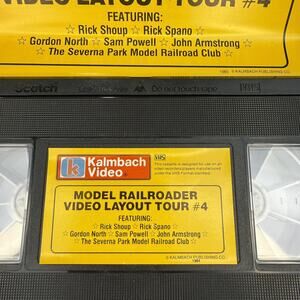 VIDEO LAYOUT TOUR #4
FEATURING:
☆ Rick Shoup ☆ Rick Spano ☆
☆ Gordon North ☆ Sam Powell ☆ John Armstrong ☆
☆ The Severna Park Model Railroad Club ☆
© KALMBACH PUBLISHING CO.
Scotch
Do not touch tape
VHS
k Kalmbach
Video
VHS
MODEL RAILROADER
VIDEO LAYOUT TOUR #4
FEATURING:
☆ Rick Shoup ☆ Rick Spano ☆
☆ Gordon North ☆ Sam Powell ☆ John Armstrong ☆
☆ The Severna Park Model Railroad Club ☆
© KALMBACH PUBLISHING CO.